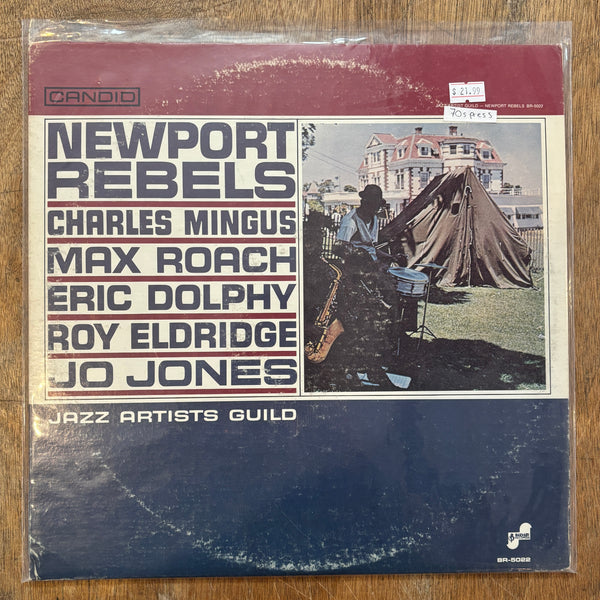 CANDID
$ 21.99
JAZZ ARTIST GUILD — NEWPORT REBELS BR-5022
70s press
NEWPORT
REBELS
CHARLES MINGUS
MAX ROACH
ERIC DOLPHY
ROY ELDRIDGE
JO JONES
JAZZ ARTISTS GUILD
BR-5022